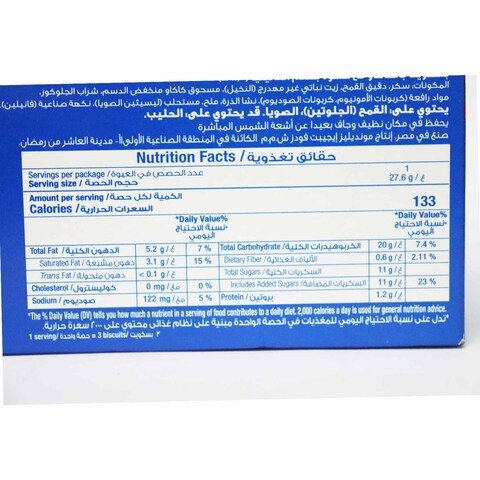 المكونات: سكر، دقيق القمح، زيت نباتي غير مهدرج (النخيل)، مسحوق كاكاو منخفض الدسم، شراب الجلوكوز،
مواد رافعة (كربونات الأمونيوم، كربونات الصوديوم)، نشا الذرة، ملح، مستحلب (ليسيثين الصويا)، نكهة صناعية (فانيلين).
يحتوي على: القمح (الجلوتين)، الصويا. قد يحتوي على: الحليب.
يحفظ في مكان نظيف وجاف بعيدا عن أشعة الشمس المباشرة
صنع في مصر. إنتاج مونديليز إيجيبت فودز ش.م.م. الكائنة في المنطقة الصناعية الأولي/أ- مدينة العاشر من رمضان.
Nutrition Facts / حقائق تغذوية
Servings per package / عدد الحصص في العبوة 1
Serving size / حجم الحصة 27.6 g / غ
Amount per serving / الكمية لكل حصة
Calories / السعرات الحرارية 133
*Daily Value% *نسبة الاحتياج اليومي
Total Fat / الدهون الكلية 5.2 g / غ 7 %
Saturated Fat / دهون مشبعة 3.1 g / غ 15 %
Trans Fat / دهون متحولة < 0.1 g / غ
Cholesterol / كوليسترول 0 mg / مغ 0 %
Sodium / صوديوم 122 mg / مغ 5 %
*Daily Value% *نسبة الاحتياج اليومي
Total Carbohydrate / الكربوهيدرات الكلية 20 g / غ 7.4 %
Dietary Fiber / الألياف الغذائية 0.6 g / غ 2.11 %
Total Sugars / السكريات الكلية 11 g / غ
Includes Added Sugars / السكريات المضافة 11 g / غ 23 %
Protein / بروتين 1.2 g / غ
*The % Daily Value (DV) tells you how much a nutrient in a serving of food contributes to a daily diet. 2,000 calories a day is used for general nutrition advice.
*تدل على نسبة الاحتياج اليومي للمغذيات في الحصة الواحدة مبنية على نظام غذائي محتوي على ٢٠٠٠ سعرة حرارية.
1 serving / حصة واحدة = 3 biscuits / ٣ بسكويت